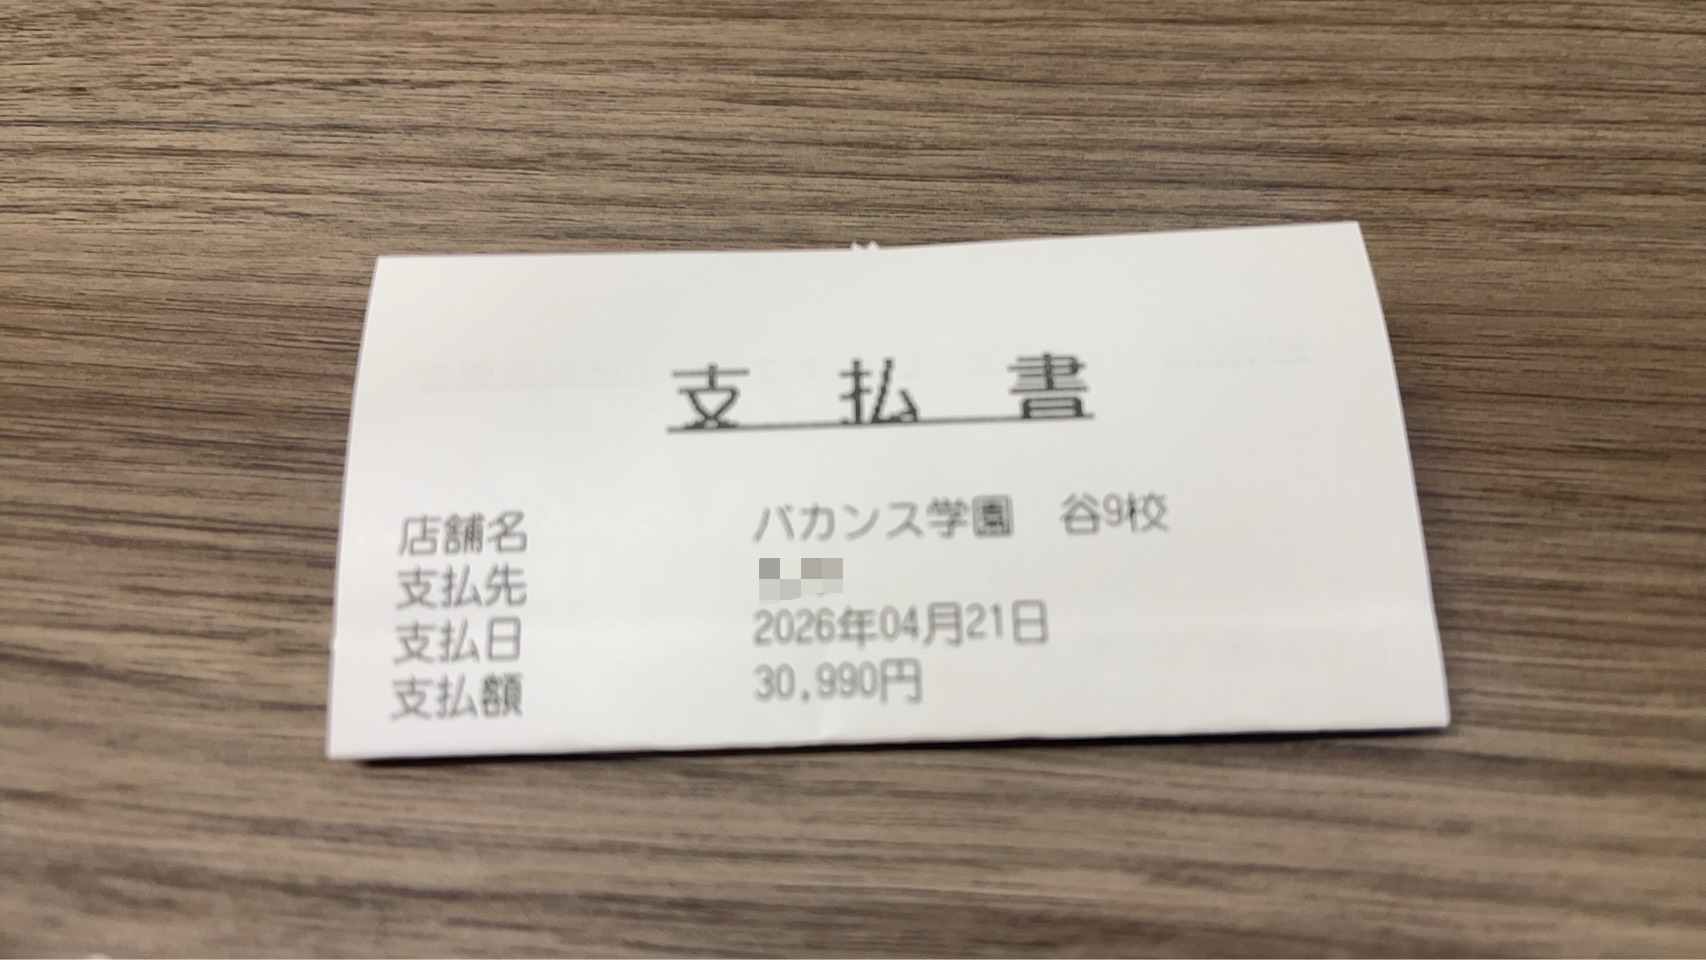 支払書
店舗名 バカンス学園 谷9校
支払先
支払日 2026年04月21日
支払額 30,990円